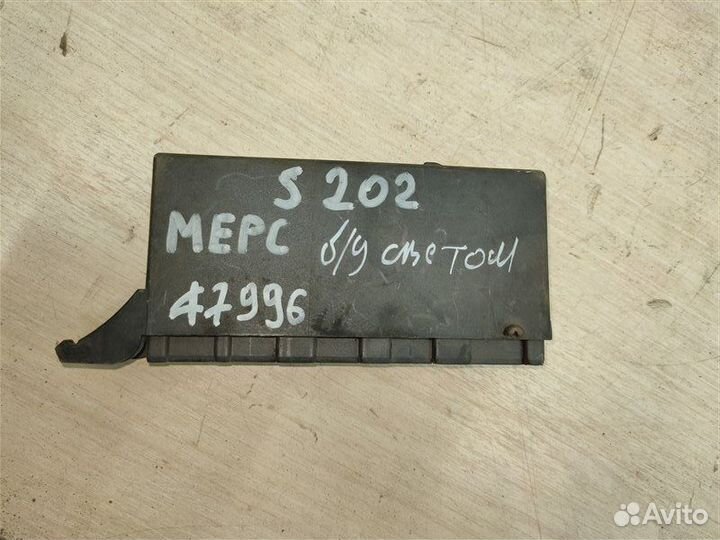 S 202
МЕРС б/у светом
47996
Avito